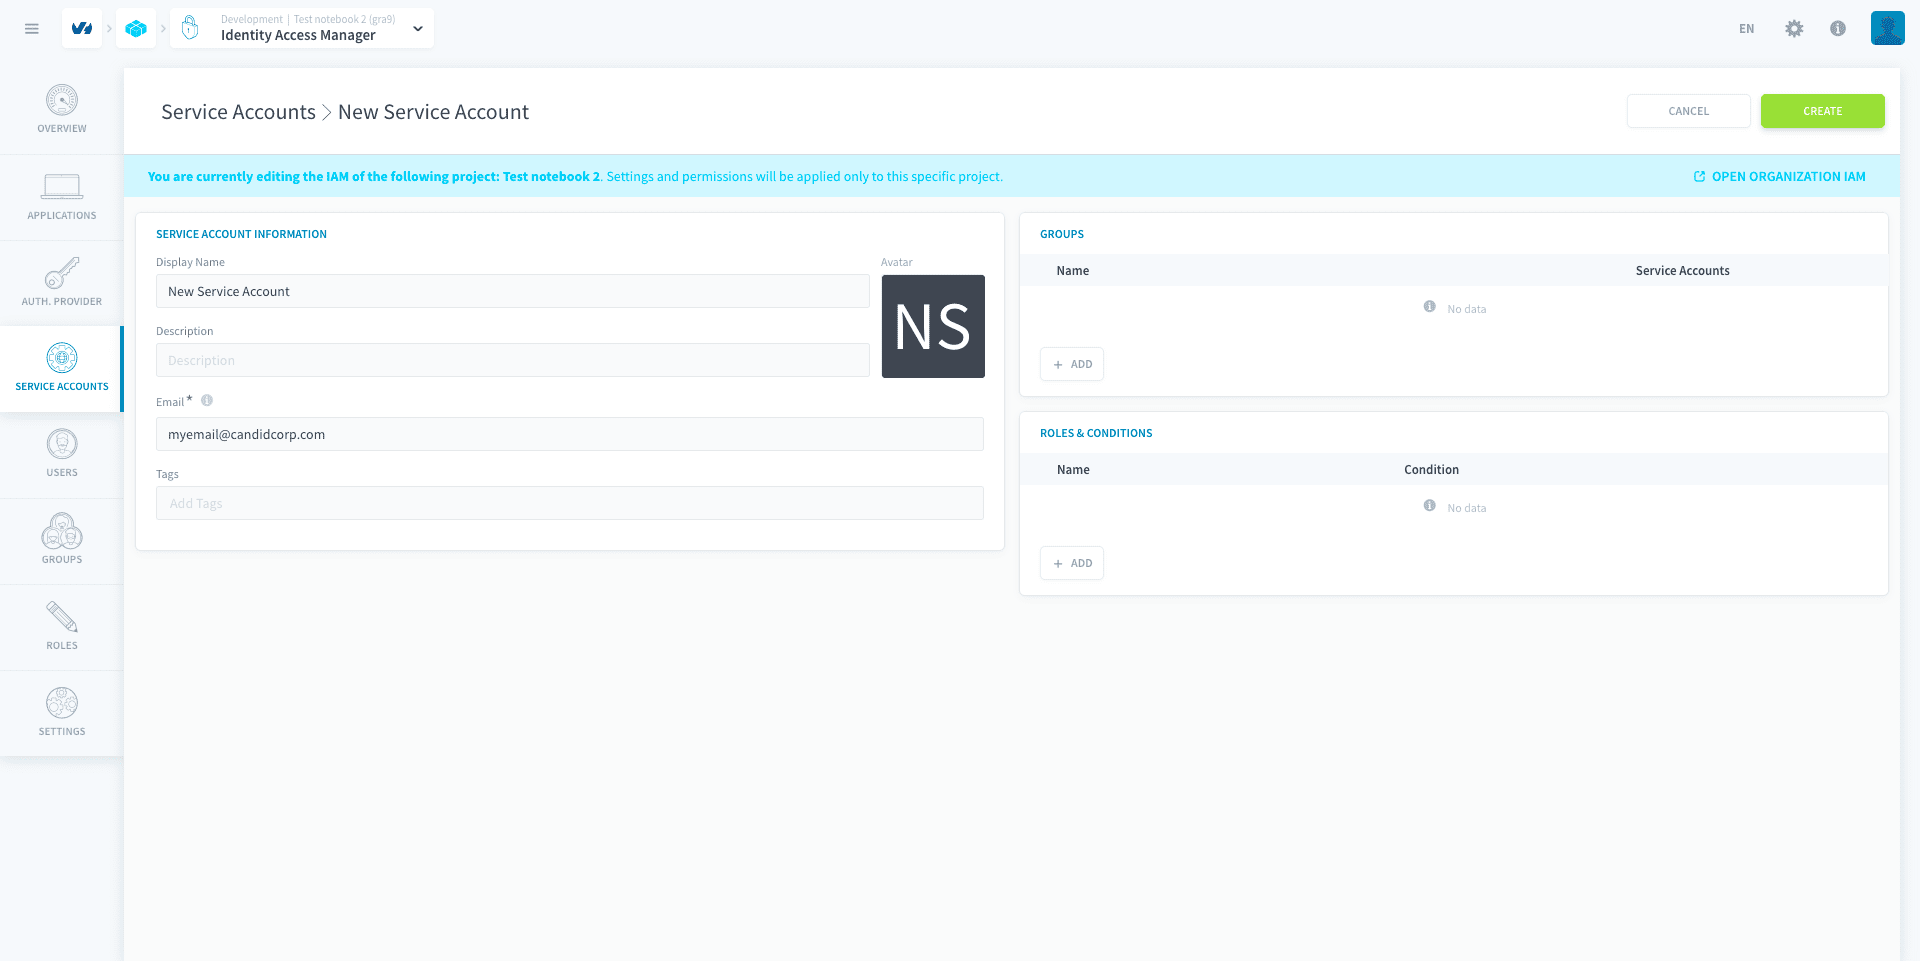 Development | Test notebook 2 (gra9)
Identity Access Manager
EN
OVERVIEW
APPLICATIONS
AUTH. PROVIDER
SERVICE ACCOUNTS
USERS
GROUPS
ROLES
SETTINGS
Service Accounts > New Service Account
CANCEL
CREATE
You are currently editing the IAM of the following project: Test notebook 2. Settings and permissions will be applied only to this specific project.
OPEN ORGANIZATION IAM
SERVICE ACCOUNT INFORMATION
Display Name
New Service Account
Avatar
NS
Description
Description
Email *
myemail@candidcorp.com
Tags
Add Tags
GROUPS
Name Service Accounts
No data
+ ADD
ROLES & CONDITIONS
Name Condition
No data
+ ADD